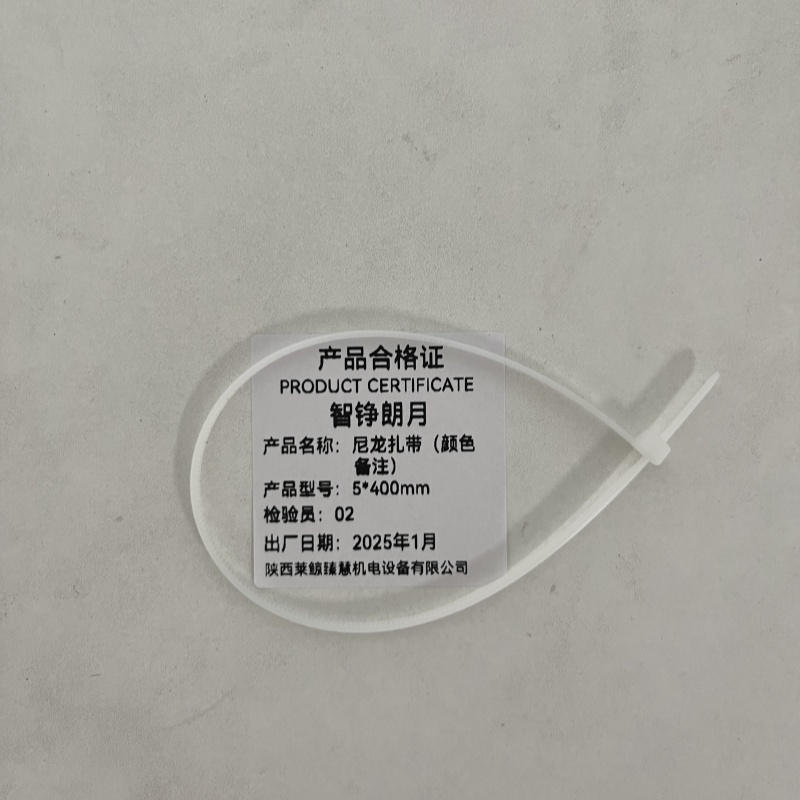 产品合格证
PRODUCT CERTIFICATE
智铮朗月
产品名称：尼龙扎带（颜色
备注）
产品型号：5*400mm
检验员：02
出厂日期：2025年1月
陕西莱鲸臻慧机电设备有限公司